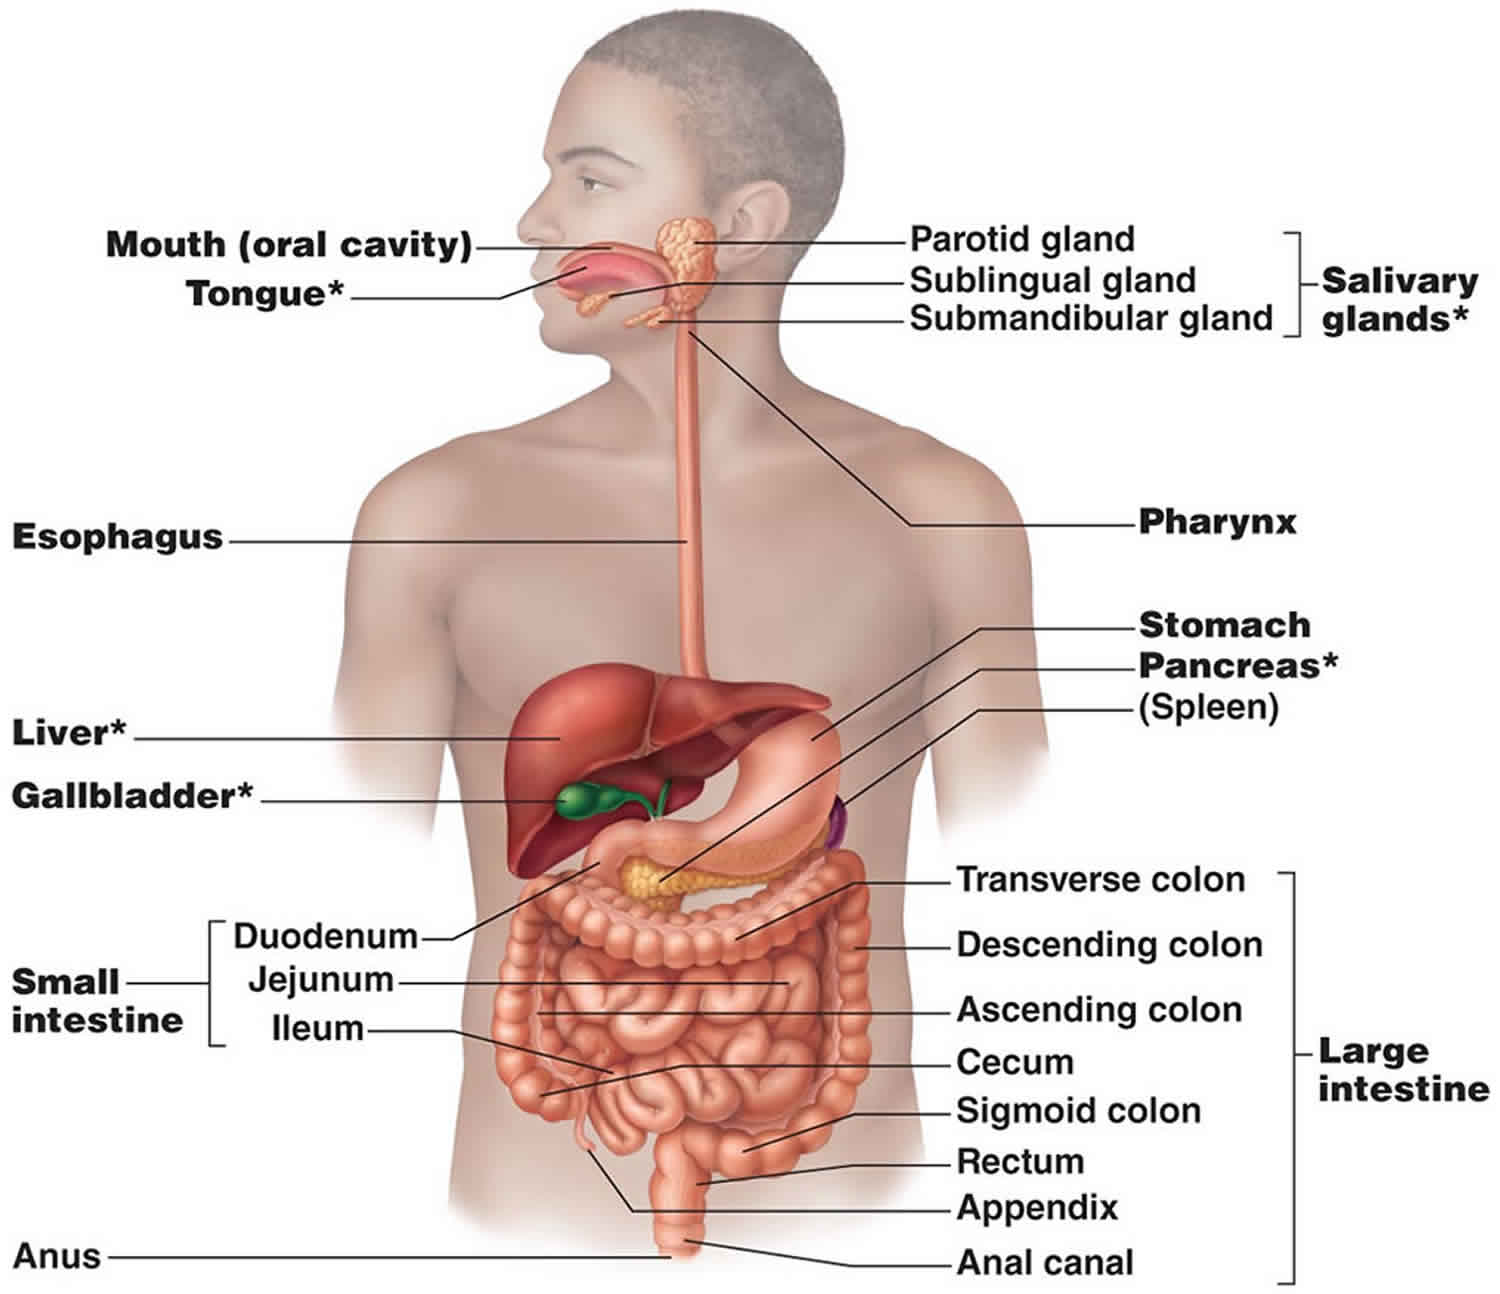 Mouth (oral cavity)
Tongue*
Parotid gland
Sublingual gland
Submandibular gland
Salivary
glands*
Esophagus
Pharynx
Stomach
Pancreas*
(Spleen)
Liver*
Gallbladder*
Small
intestine
Duodenum
Jejunum
Ileum
Transverse colon
Descending colon
Ascending colon
Cecum
Sigmoid colon
Rectum
Appendix
Anal canal
Large
intestine
Anus